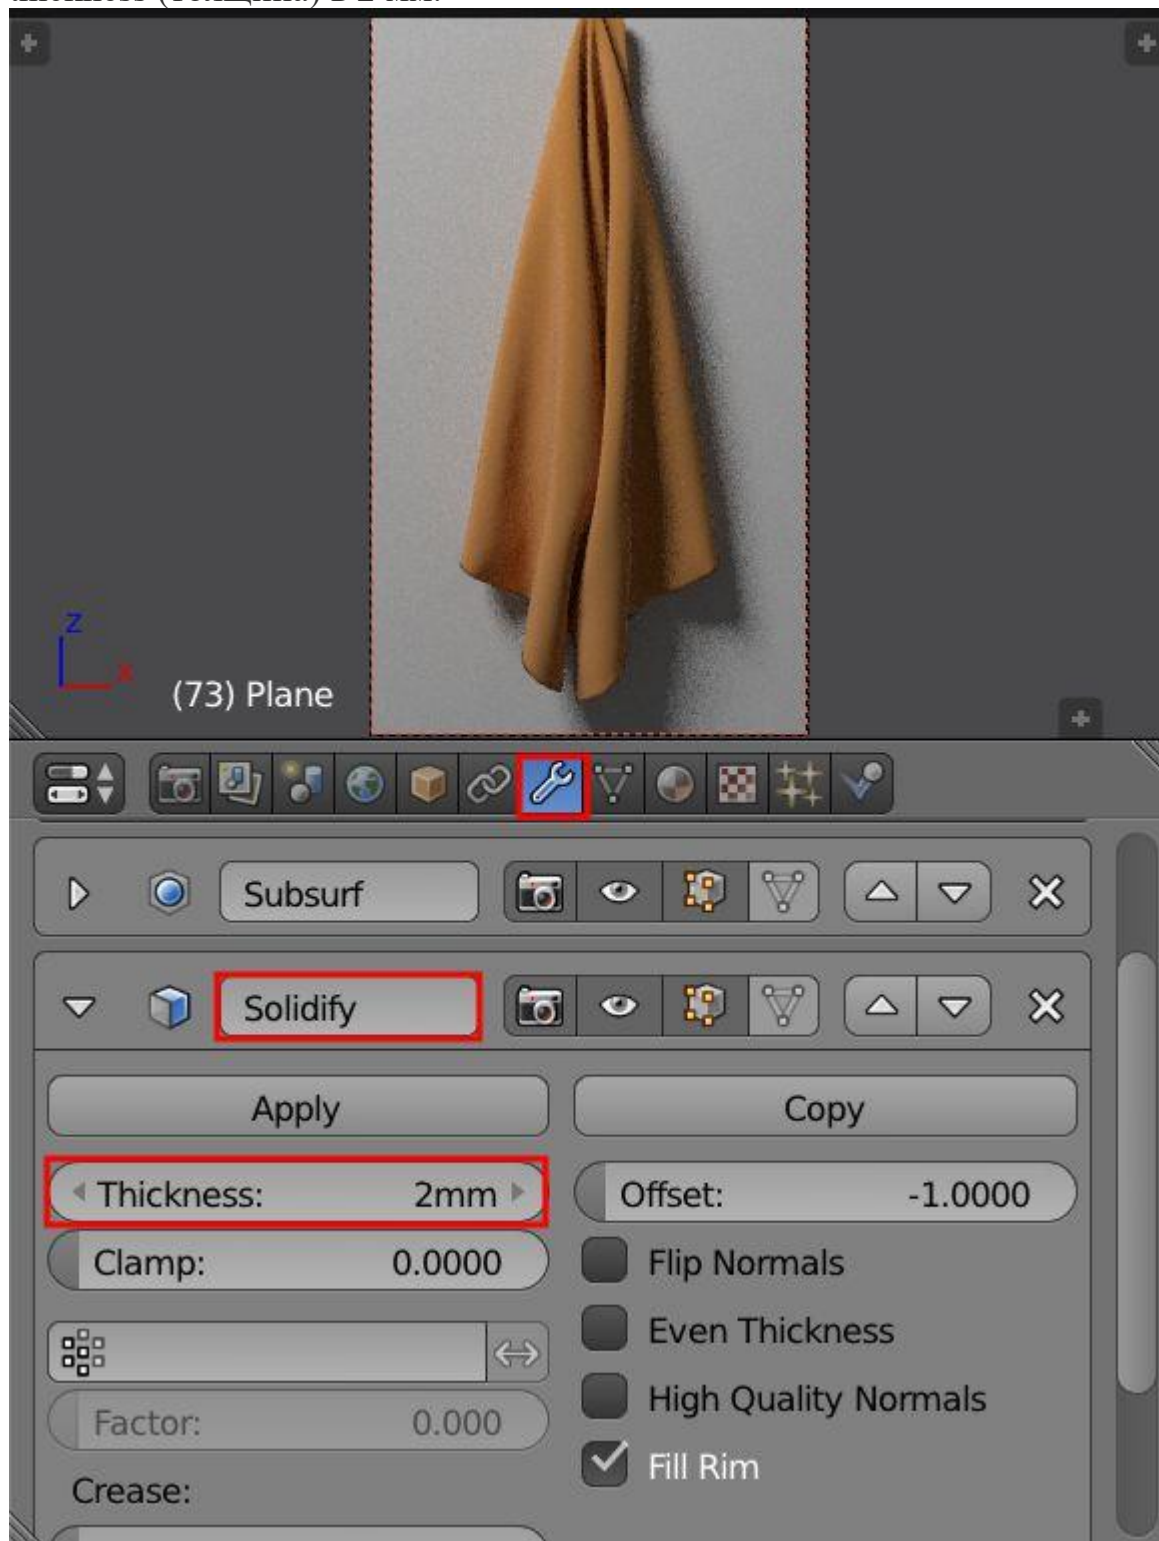 z
x
(73) Plane
Subsurf
Solidify
Apply Copy
Thickness: 2mm Offset: -1.0000
Clamp: 0.0000 Flip Normals
Even Thickness
Factor: 0.000 High Quality Normals
Fill Rim
Crease: